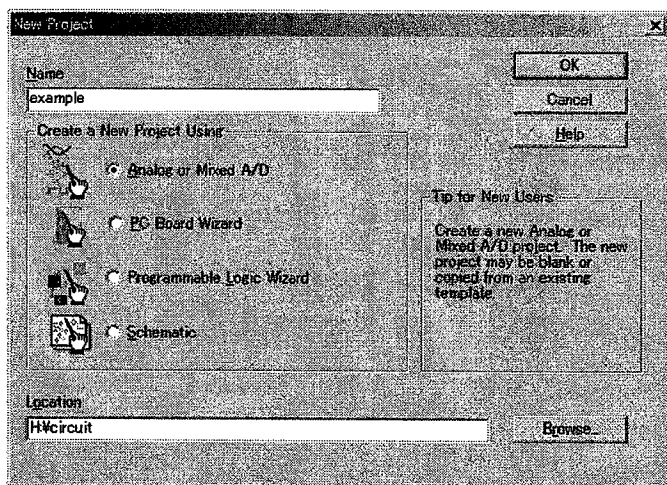 New Project
Name
example
OK
Cancel
Help
Create a New Project Using
Analog or Mixed A/D
PC Board Wizard
Programmable Logic Wizard
Schematic
Tip for New Users
Create a new Analog or
Mixed A/D project. The new
project may be blank or
copied from an existing
template.
Location
H:¥circuit
Browse...